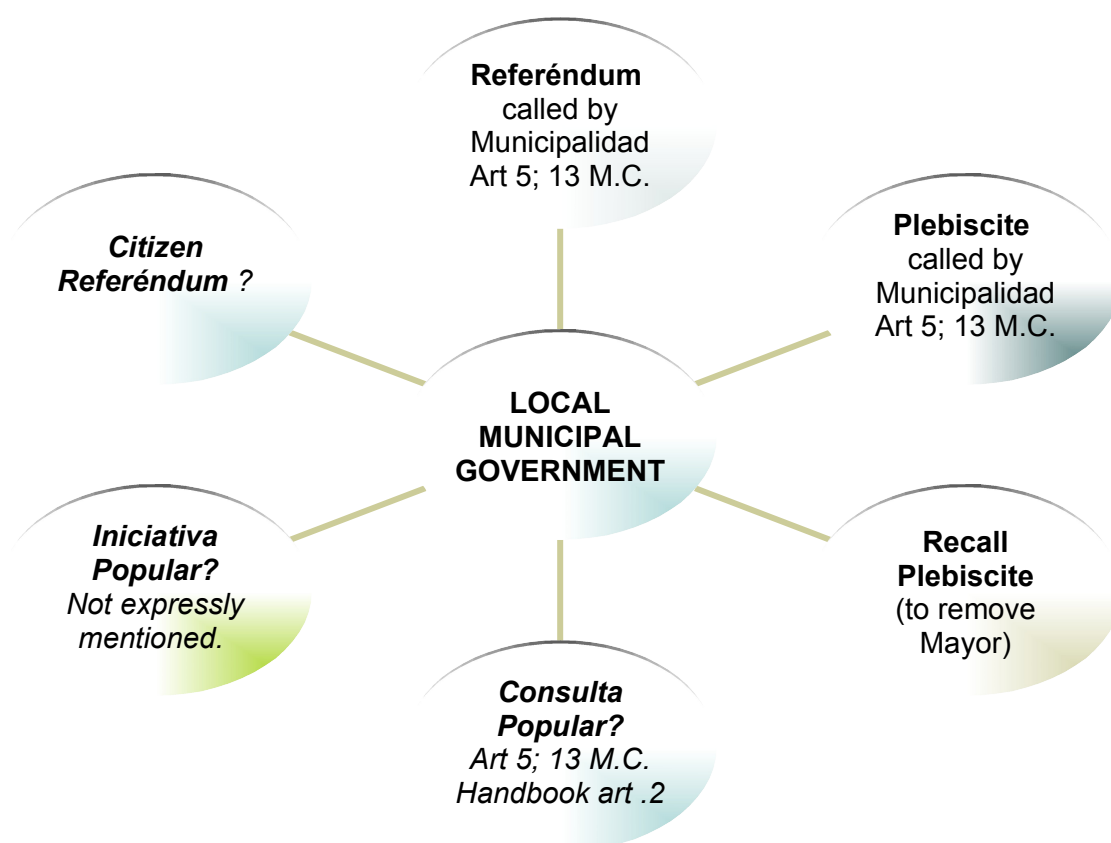 Referéndum
called by
Municipalidad
Art 5; 13 M.C.
Citizen
Referéndum ?
Plebiscite
called by
Municipalidad
Art 5; 13 M.C.
LOCAL
MUNICIPAL
GOVERNMENT
Iniciativa
Popular?
Not expressly
mentioned.
Recall
Plebiscite
(to remove
Mayor)
Consulta
Popular?
Art 5; 13 M.C.
Handbook art .2